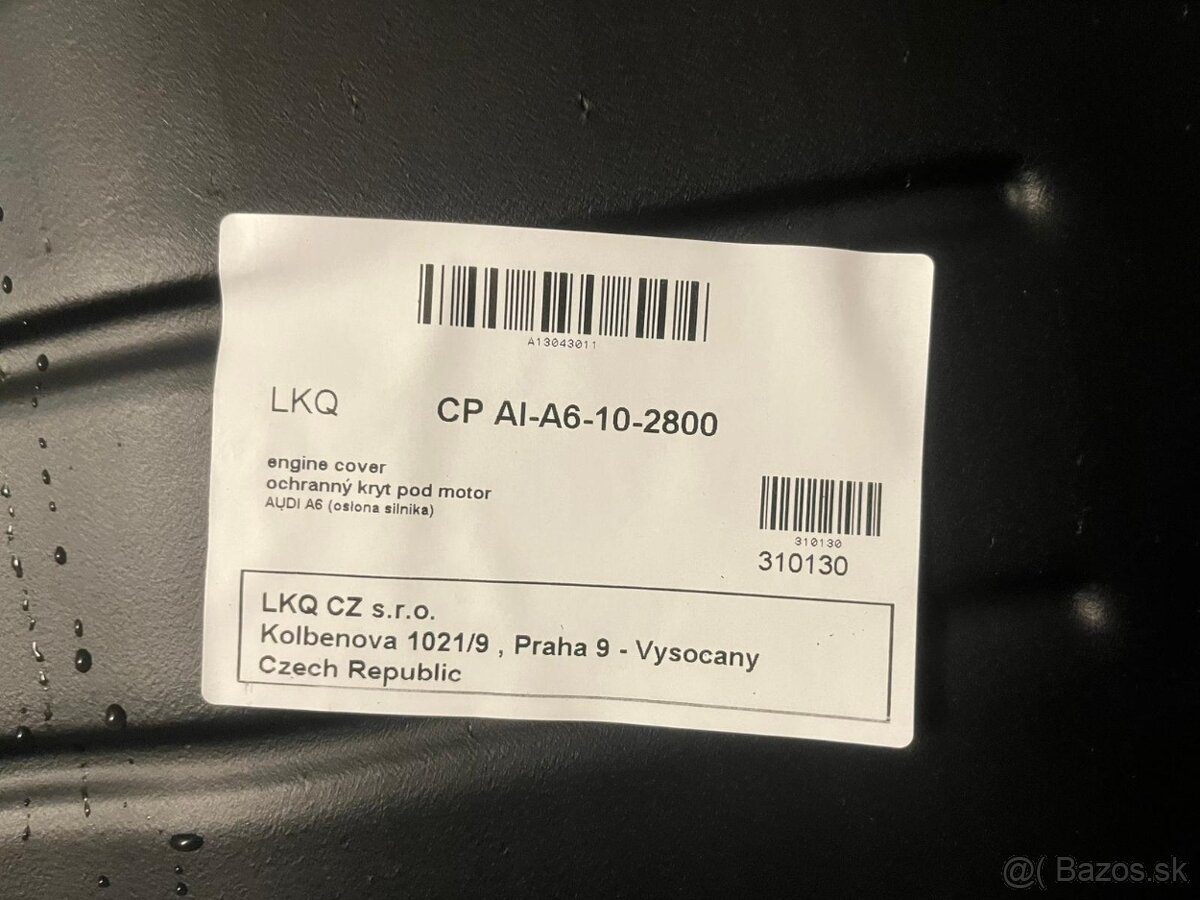 A13043011
LKQ CP AI-A6-10-2800
engine cover
ochranný kryt pod motor
AUDI A6 (osłona silnika)
310130
310130
LKQ CZ s.r.o.
Kolbenova 1021/9 , Praha 9 - Vysocany
Czech Republic
@( Bazos.sk